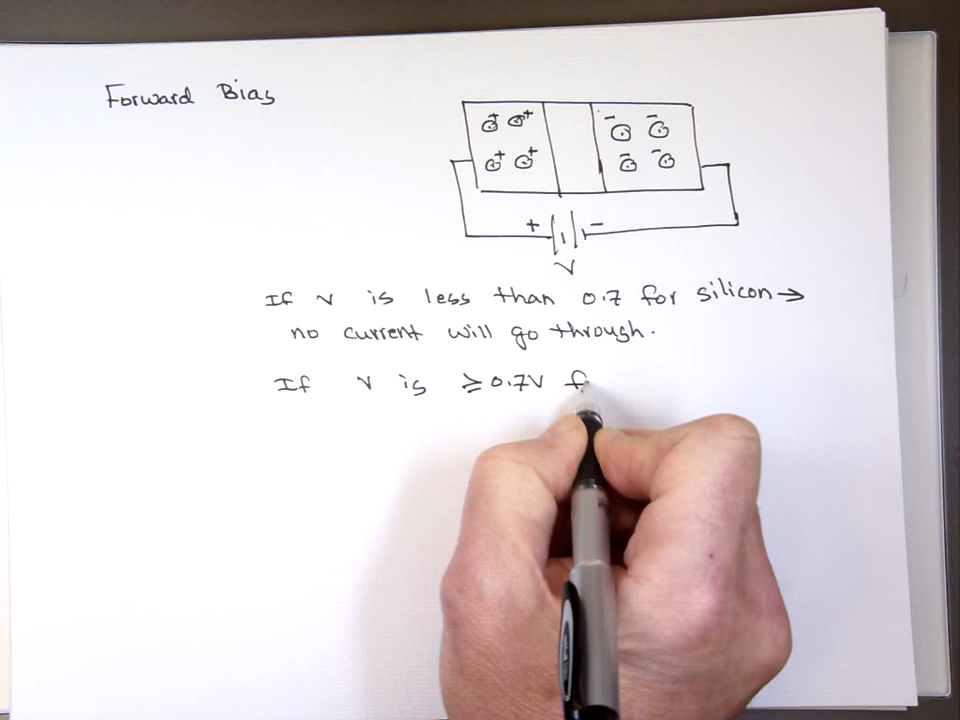 Forward Bias
+ + - -
+ + - -
+ -
V
If V is less than 0.7 for silicon →
no current will go through.
If V is ≥ 0.7V f